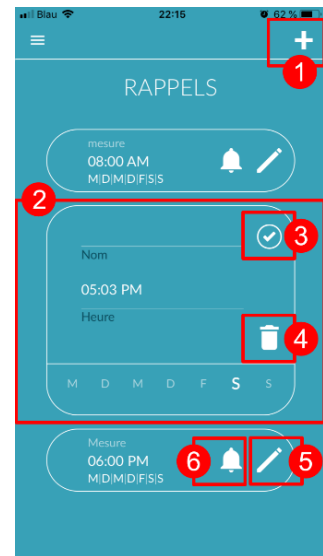 Blau 22:15 62 %
1
RAPPELS
mesure
08:00 AM
M|D|M|D|F|S|S
2
3
Nom
05:03 PM
Heure
4
M D M D F S S
Mesure
06:00 PM
M|D|M|D|F|S|S
6
5